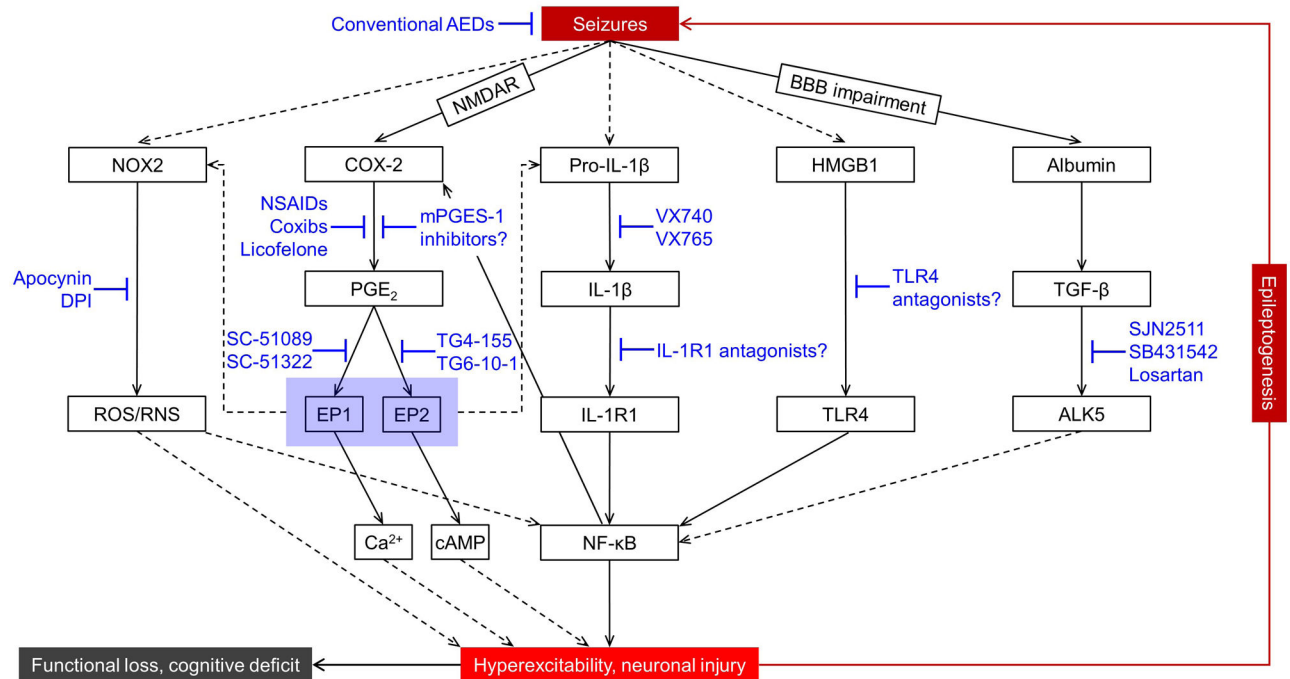 Conventional AEDs
Seizures
NMDAR
BBB impairment
NOX2
COX-2
Pro-IL-1β
HMGB1
Albumin
NSAIDs
Coxibs
Licofelone
mPGES-1
inhibitors?
VX740
VX765
Apocynin
DPI
PGE₂
IL-1β
TLR4
antagonists?
TGF-β
SC-51089
SC-51322
TG4-155
TG6-10-1
IL-1R1 antagonists?
SJN2511
SB431542
Losartan
Epileptogenesis
ROS/RNS
EP1
EP2
IL-1R1
TLR4
ALK5
Ca²⁺
cAMP
NF-κB
Functional loss, cognitive deficit
Hyperexcitability, neuronal injury